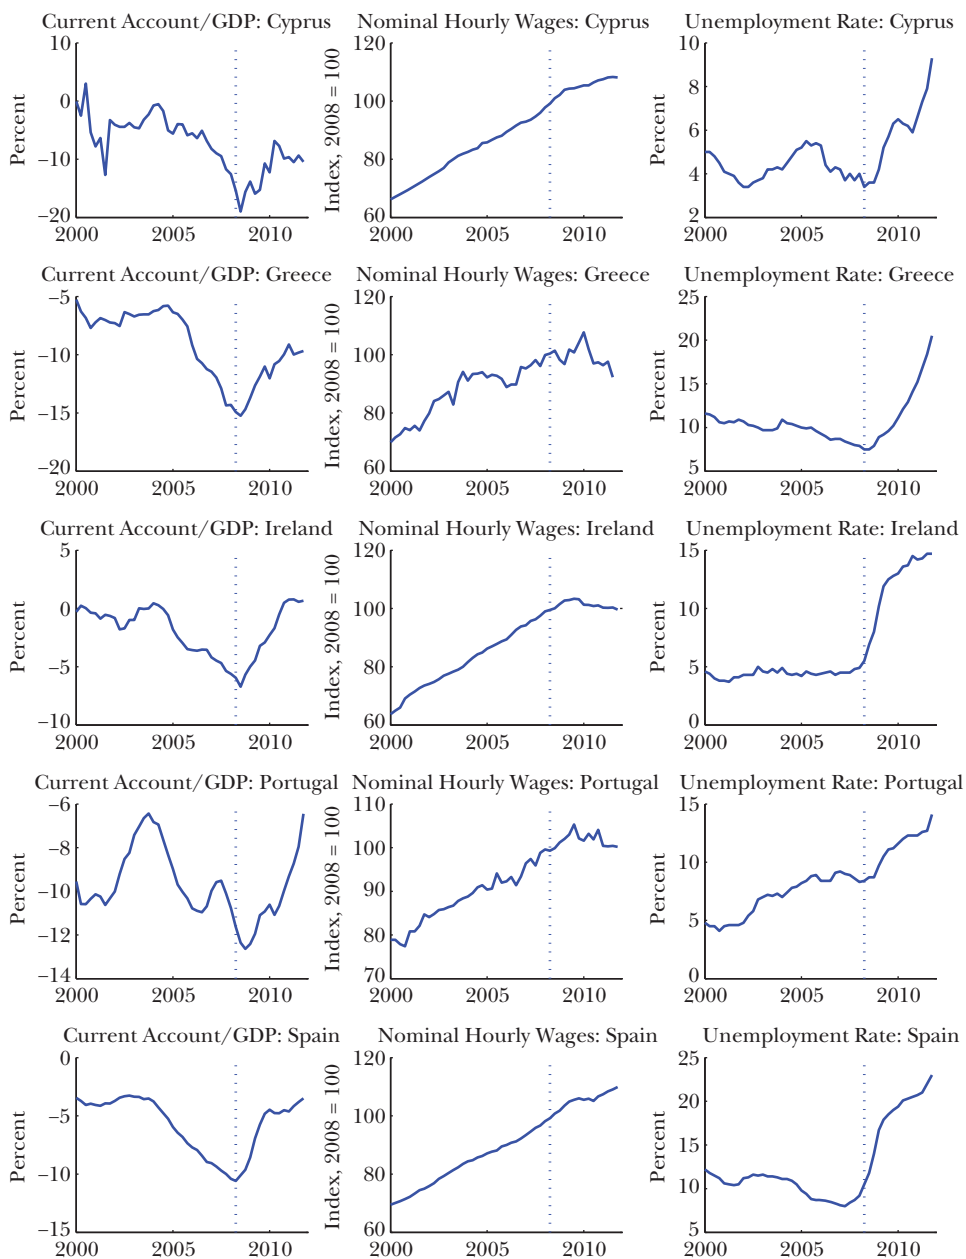 Current Account/GDP: Cyprus
Nominal Hourly Wages: Cyprus
Unemployment Rate: Cyprus
Percent
10
0
−10
−20
2000 2005 2010
Index, 2008 = 100
120
100
80
60
2000 2005 2010
Percent
10
8
6
4
2
2000 2005 2010
Current Account/GDP: Greece
Nominal Hourly Wages: Greece
Unemployment Rate: Greece
Percent
−5
−10
−15
−20
2000 2005 2010
Index, 2008 = 100
120
100
80
60
2000 2005 2010
Percent
25
20
15
10
5
2000 2005 2010
Current Account/GDP: Ireland
Nominal Hourly Wages: Ireland
Unemployment Rate: Ireland
Percent
5
0
−5
−10
2000 2005 2010
Index, 2008 = 100
120
100
80
60
2000 2005 2010
Percent
15
10
5
0
2000 2005 2010
Current Account/GDP: Portugal
Nominal Hourly Wages: Portugal
Unemployment Rate: Portugal
Percent
−6
−8
−10
−12
−14
2000 2005 2010
Index, 2008 = 100
110
100
90
80
70
2000 2005 2010
Percent
15
10
5
0
2000 2005 2010
Current Account/GDP: Spain
Nominal Hourly Wages: Spain
Unemployment Rate: Spain
Percent
0
−5
−10
−15
2000 2005 2010
Index, 2008 = 100
120
100
80
60
2000 2005 2010
Percent
25
20
15
10
5
2000 2005 2010